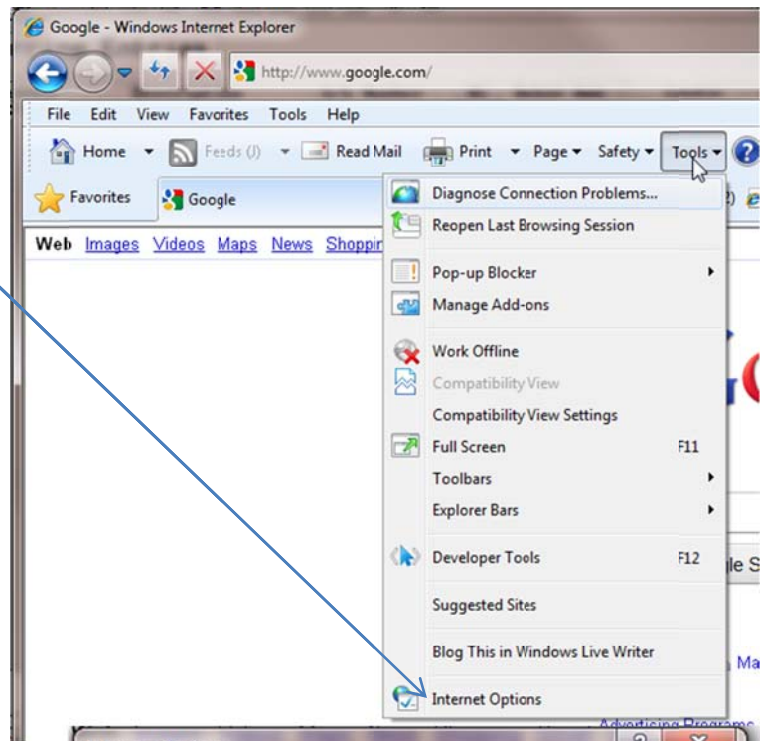 Google - Windows Internet Explorer
http://www.google.com/
File Edit View Favorites Tools Help
Home Feeds (J) Read Mail Print Page Safety Tools
Favorites Google
Web Images Videos Maps News
Diagnose Connection Problems...
Reopen Last Browsing Session
Pop-up Blocker
Manage Add-ons
Work Offline
Compatibility View
Compatibility View Settings
Full Screen F11
Toolbars
Explorer Bars
Developer Tools F12
Suggested Sites
Blog This in Windows Live Writer
Internet Options
Advertising Programs